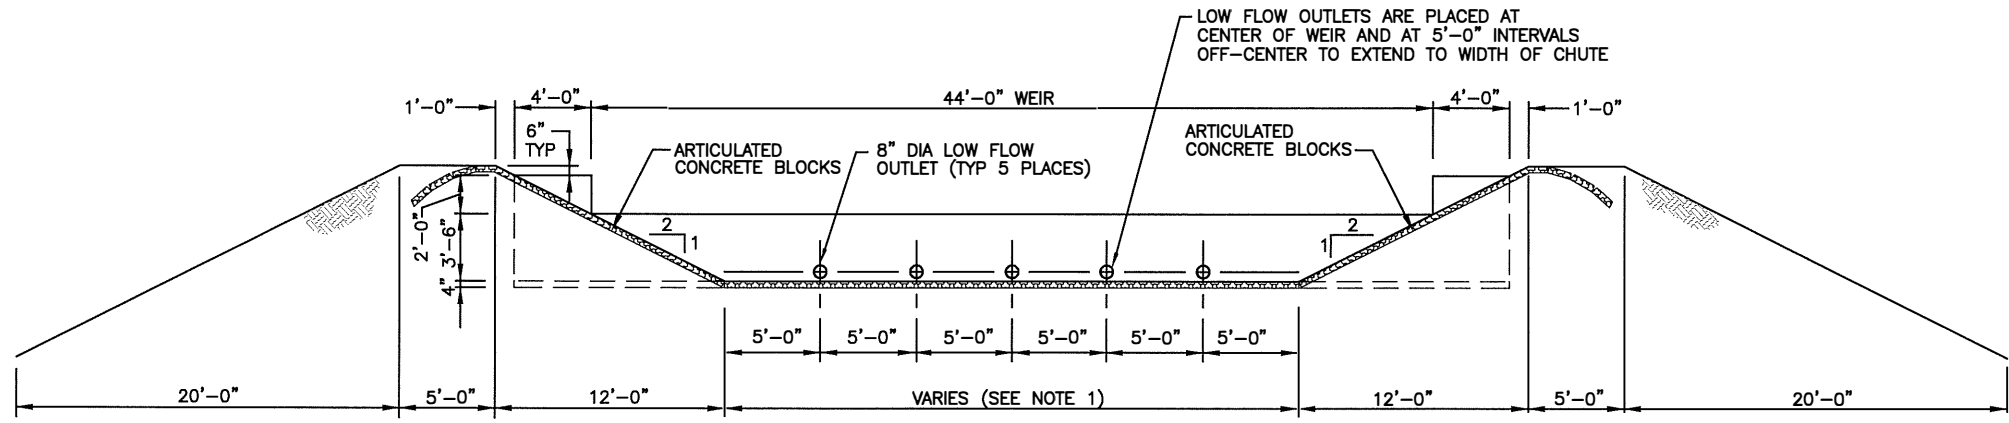 LOW FLOW OUTLETS ARE PLACED AT
CENTER OF WEIR AND AT 5'-0" INTERVALS
OFF-CENTER TO EXTEND TO WIDTH OF CHUTE
1'-0"
4'-0"
44'-0" WEIR
4'-0"
1'-0"
6"
TYP
ARTICULATED
CONCRETE BLOCKS
8" DIA LOW FLOW
OUTLET (TYP 5 PLACES)
ARTICULATED
CONCRETE BLOCKS
2'-0"
3'-6"
4"
2
1
2
1
5'-0"
5'-0"
5'-0"
5'-0"
5'-0"
5'-0"
20'-0"
5'-0"
12'-0"
VARIES (SEE NOTE 1)
12'-0"
5'-0"
20'-0"